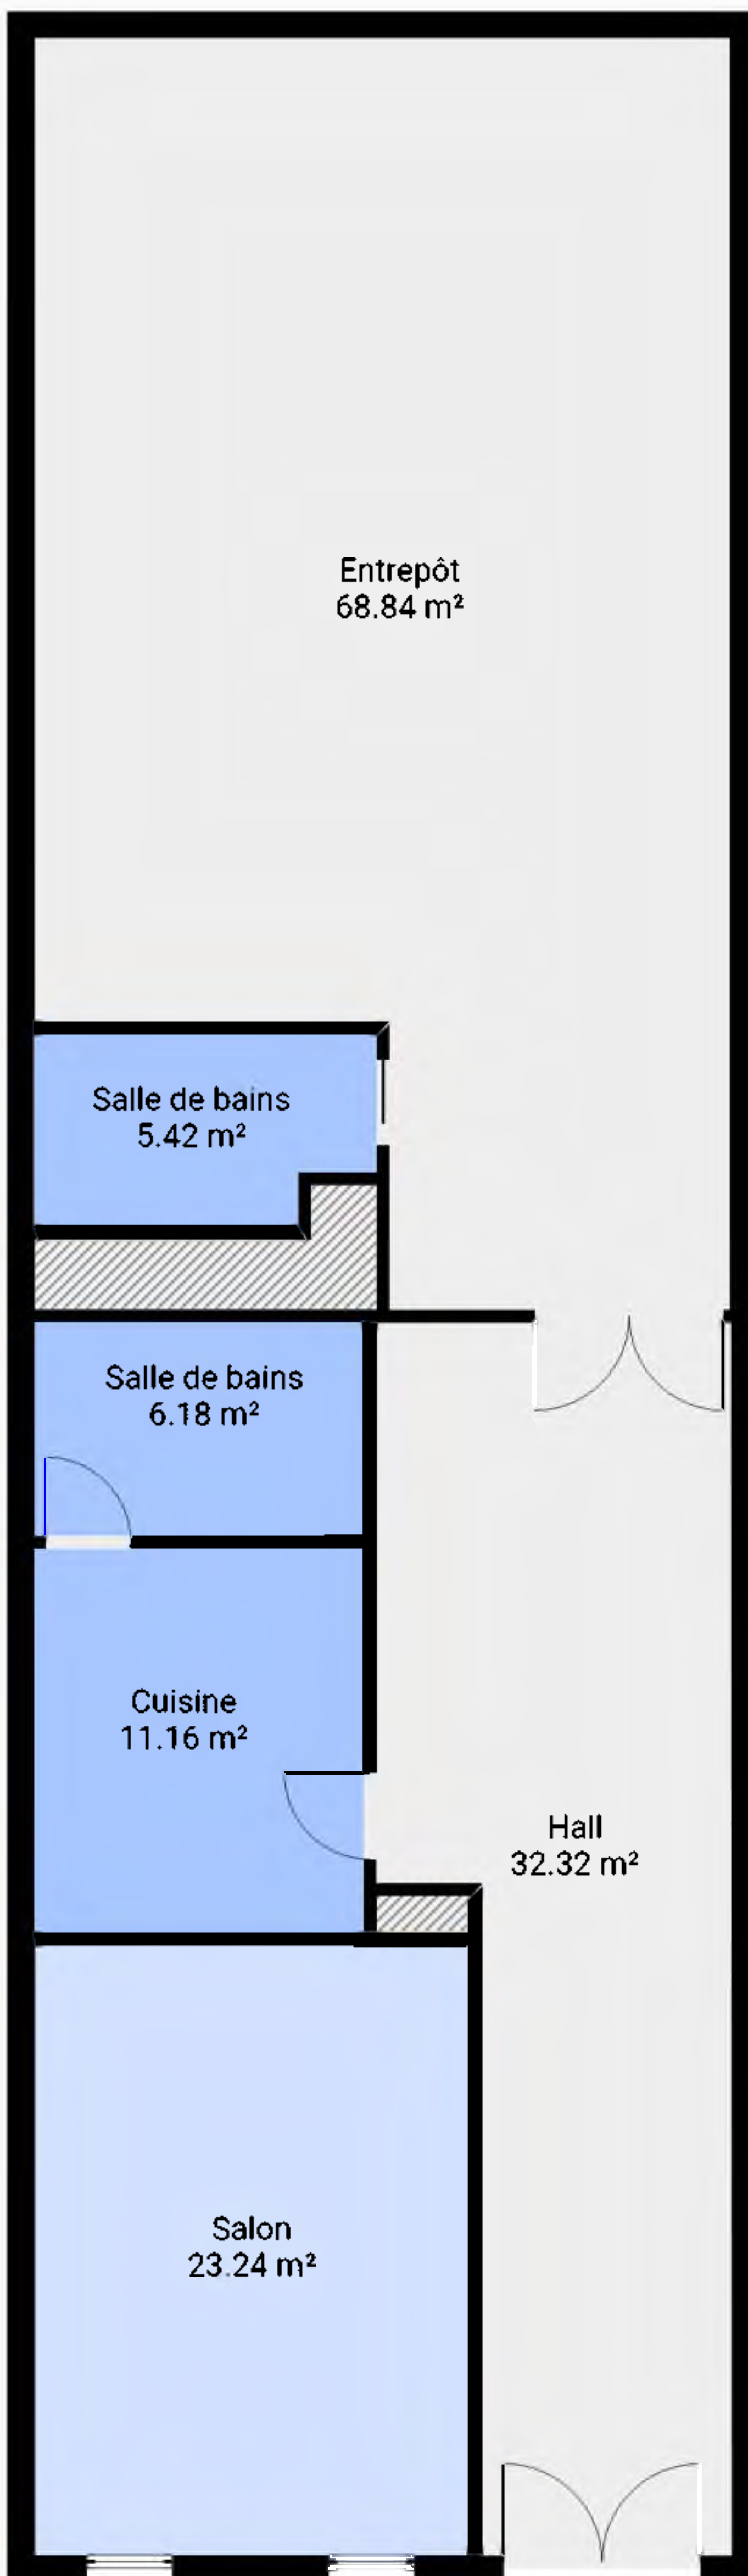 Entrepôt
68.84 m²
Salle de bains
5.42 m²
Salle de bains
6.18 m²
Cuisine
11.16 m²
Hall
32.32 m²
Salon
23.24 m²